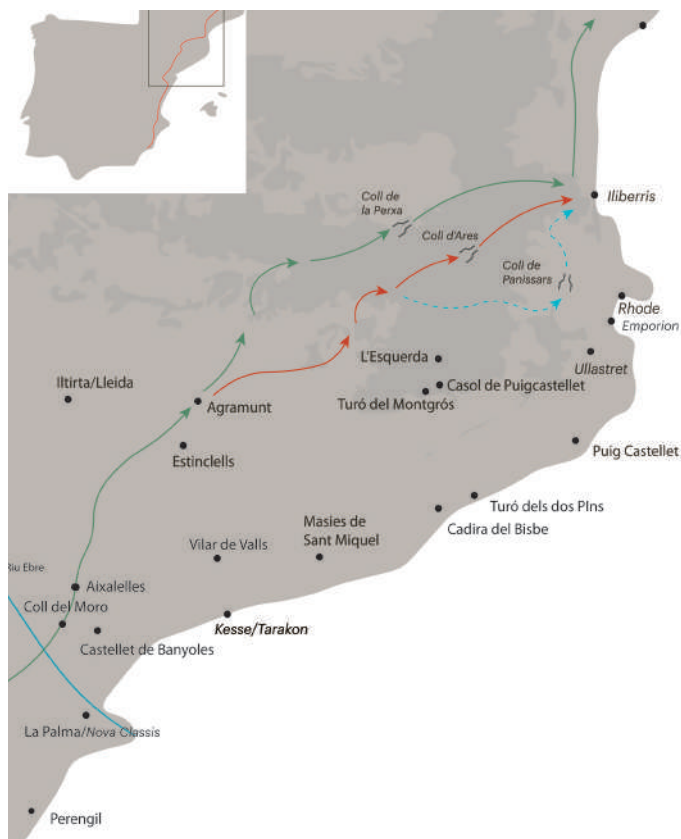 Coll de
la Perxa
Iliberris
Coll d'Ares
Coll de
Panissars
Rhode
Emporion
L'Esquerda
Ullastret
Iltirta/Lleida
Casol de Puigcastellet
Agramunt
Turó del Montgrós
Estinclells
Puig Castellet
Turó dels dos PIns
Masies de
Sant Miquel
Cadira del Bisbe
Vilar de Valls
Riu Ebre
Aixalelles
Coll del Moro
Kesse/Tarakon
Castellet de Banyoles
La Palma/Nova Classis
Perengil